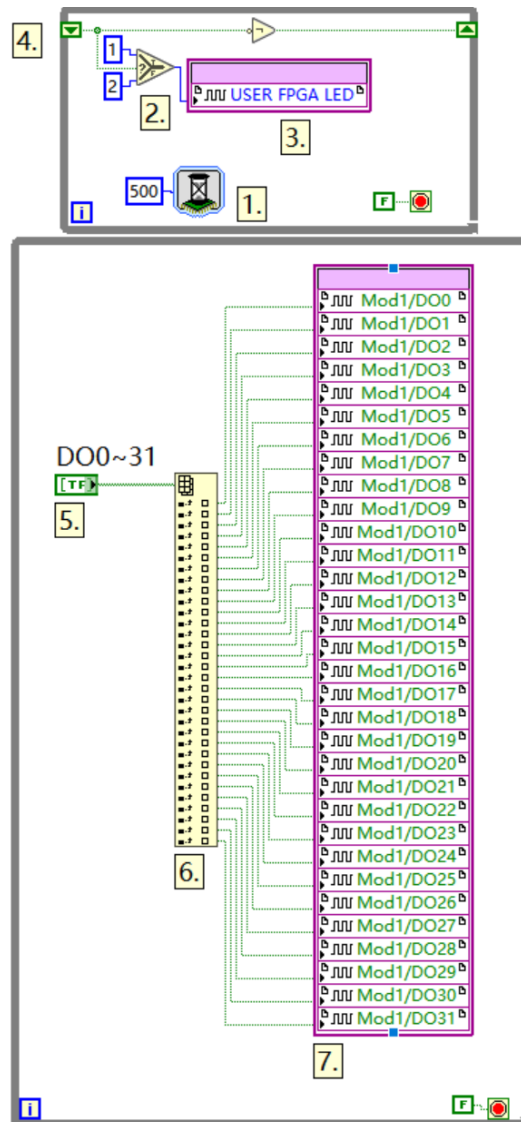 4.
1
2
2.
USER FPGA LED
3.
500
1.
i
F
DO0~31
TF
5.
6.
Mod1/DO0
Mod1/DO1
Mod1/DO2
Mod1/DO3
Mod1/DO4
Mod1/DO5
Mod1/DO6
Mod1/DO7
Mod1/DO8
Mod1/DO9
Mod1/DO10
Mod1/DO11
Mod1/DO12
Mod1/DO13
Mod1/DO14
Mod1/DO15
Mod1/DO16
Mod1/DO17
Mod1/DO18
Mod1/DO19
Mod1/DO20
Mod1/DO21
Mod1/DO22
Mod1/DO23
Mod1/DO24
Mod1/DO25
Mod1/DO26
Mod1/DO27
Mod1/DO28
Mod1/DO29
Mod1/DO30
Mod1/DO31
7.
i
F